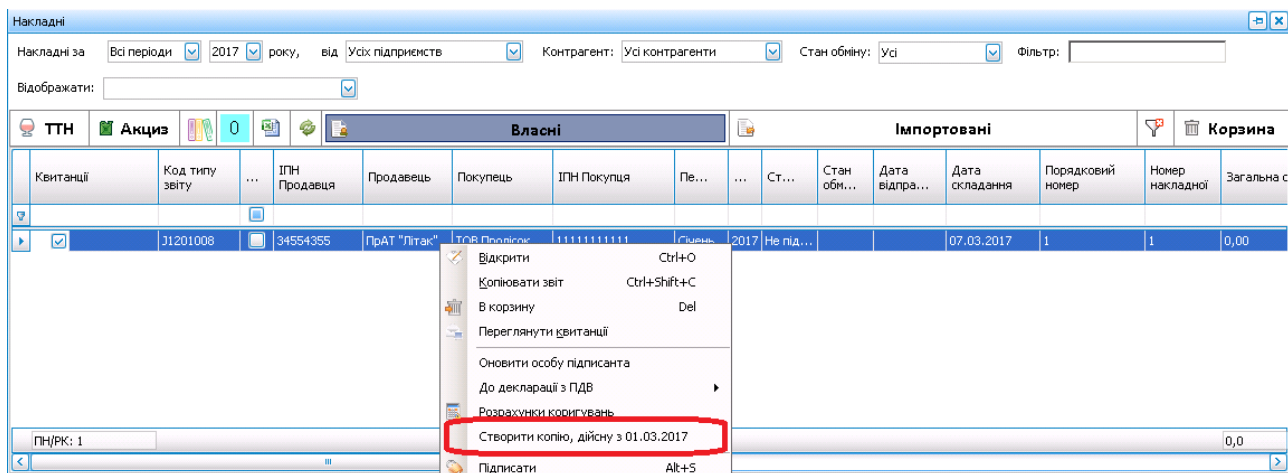 Накладні
Накладні за Всі періоди 2017 року, від Усіх підприємств Контрагент: Усі контрагенти Стан обміну: Усі Фільтр:
Відображати:
ТТН Акциз 0 Власні Імпортовані Корзина
Квитанції Код типу звіту ... ІПН Продавця Продавець Покупець ІПН Покупця Пе... ... Ст... Стан обм... Дата відпра... Дата складання Порядковий номер Номер накладної Загальна с
J1201008 34554355 ПрАТ "Літак" ТОВ Пролісок 11111111111 Січень 2017 Не під... 07.03.2017 1 1 0,00
Відкрити Ctrl+O
Копіювати звіт Ctrl+Shift+C
В корзину Del
Переглянути квитанції
Оновити особу підписанта
До декларації з ПДВ
Розрахунки коригувань
Створити копію, дійсну з 01.03.2017
ПН/РК: 1 0,0
Підписати Alt+S